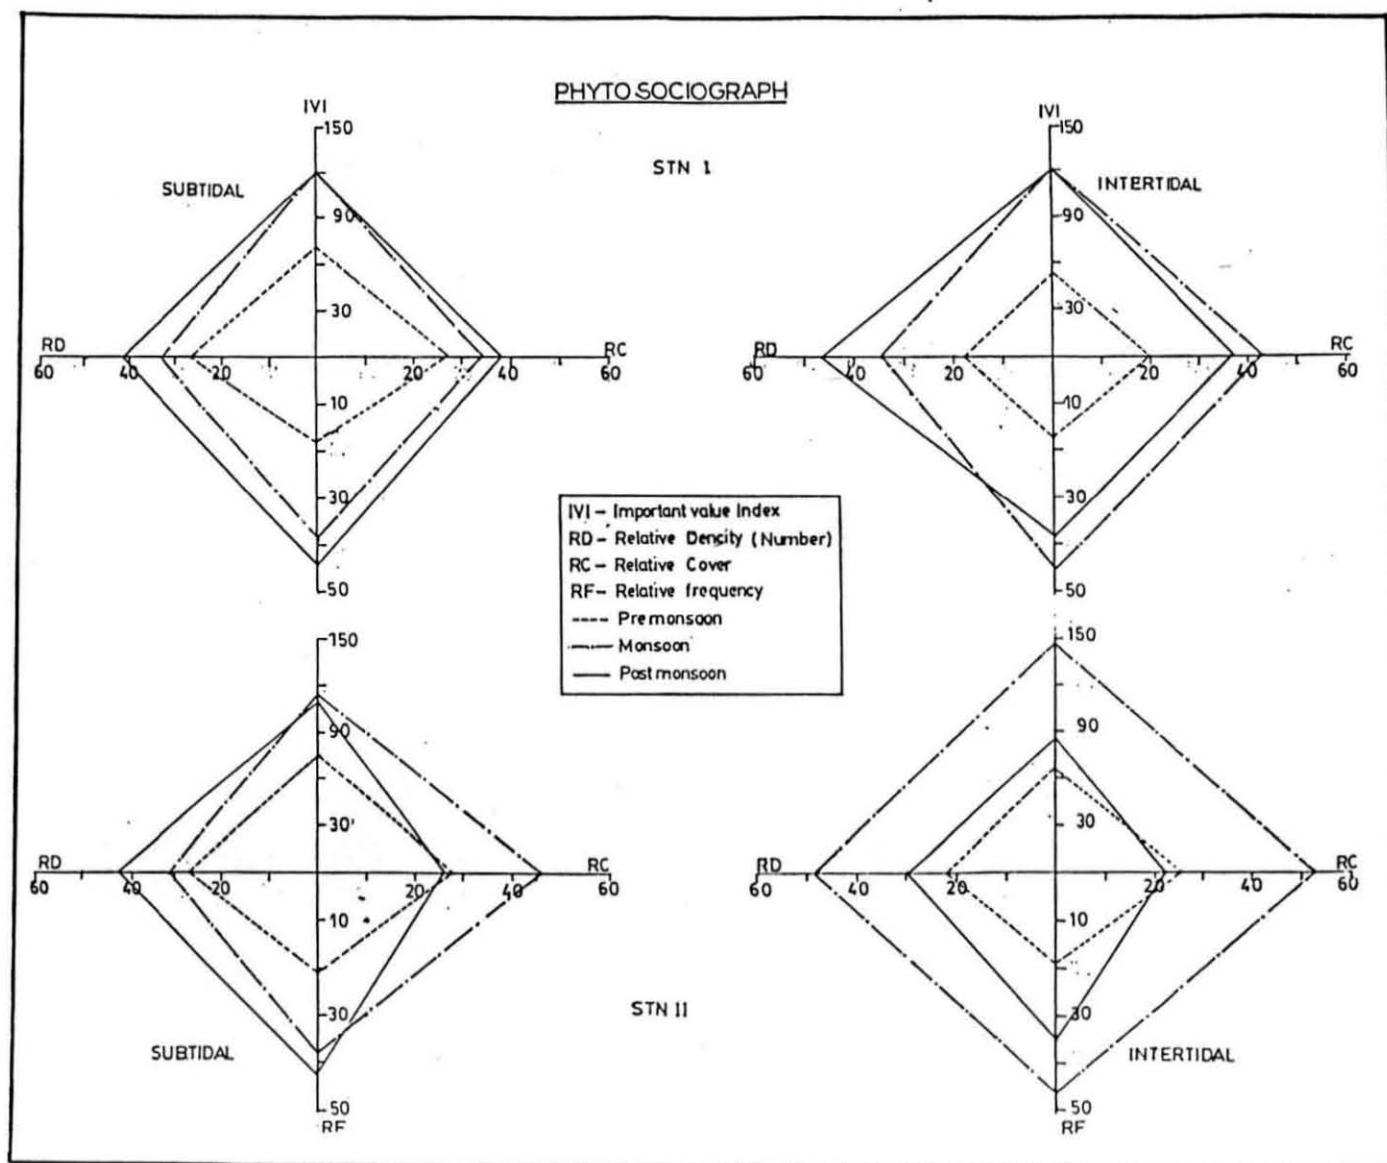 PHYTO SOCIOGRAPH
STN I
IVI
150
SUBTIDAL
90
30
RD
RC
60 40 20 20 40 60
10
30
50
IVI
150
INTERTIDAL
90
30
RD
RC
60 40 20 20 40 60
10
30
50
IVI – Important value Index
RD – Relative Dencity (Number)
RC – Relative Cover
RF – Relative frequency
Premonsoon
Monsoon
Postmonsoon
150
90
30
RD
RC
60 40 20 20 40 60
10
30
SUBTIDAL
50
RF
STN II
150
90
30
RD
RC
60 40 20 20 40 60
10
30
INTERTIDAL
50
RF